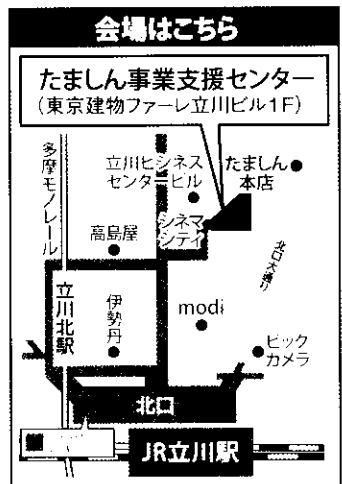 会場はこちら
たましん事業支援センター
(東京建物ファーレ立川ビル1F)
多摩モノレール
立川ビジネス
センタービル
たましん
本店
シネマ
シティ
高島屋
北口大通り
立川北駅
伊勢丹
modi
ビック
カメラ
北口
JR立川駅